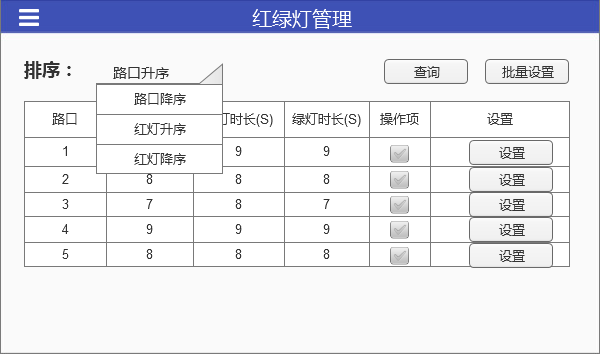 红绿灯管理
排序： 路口升序 查询 批量设置
路口降序
红灯升序
红灯降序
路口 灯时长(S) 绿灯时长(S) 操作项 设置
1 9 9 设置
2 8 8 8 设置
3 7 8 7 设置
4 9 9 9 设置
5 8 8 8 设置